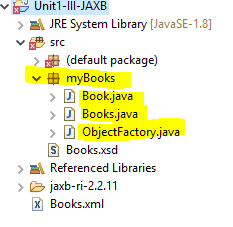 Unit1-III-JAXB
JRE System Library [JavaSE-1.8]
src
(default package)
myBooks
Book.java
Books.java
ObjectFactory.java
Books.xsd
Referenced Libraries
jaxb-ri-2.2.11
Books.xml